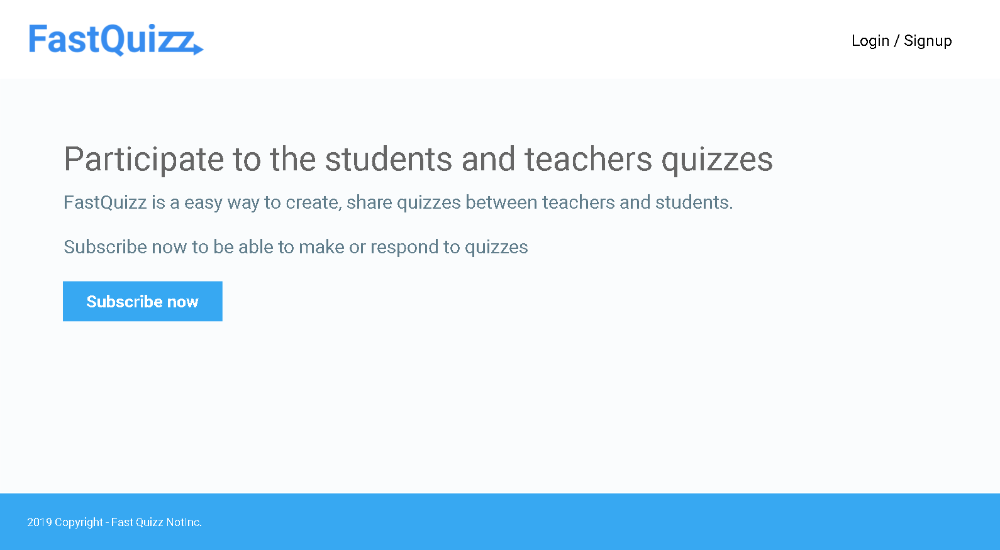 FastQuizz
Login / Signup
Participate to the students and teachers quizzes
FastQuizz is a easy way to create, share quizzes between teachers and students.
Subscribe now to be able to make or respond to quizzes
Subscribe now
2019 Copyright - Fast Quizz NotInc.